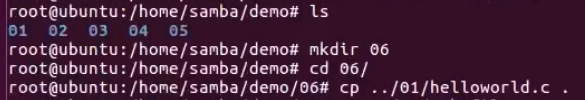 root@ubuntu:/home/samba/demo# ls
01  02  03  04  05
root@ubuntu:/home/samba/demo# mkdir 06
root@ubuntu:/home/samba/demo# cd 06/
root@ubuntu:/home/samba/demo/06# cp ../01/helloworld.c .